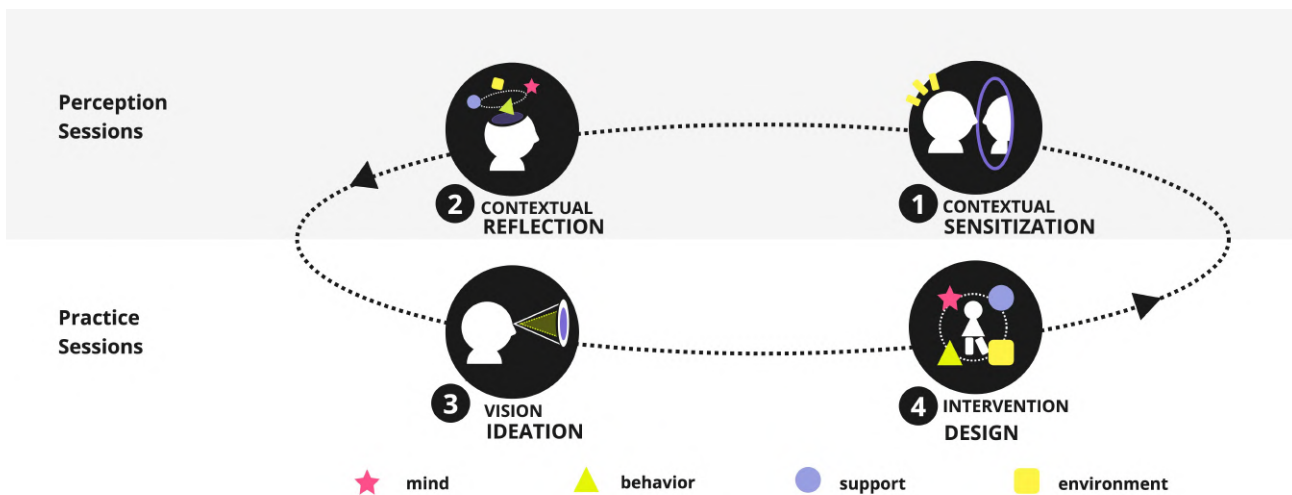 Perception
Sessions
2 CONTEXTUAL
REFLECTION
1 CONTEXTUAL
SENSITIZATION
Practice
Sessions
3 VISION
IDEATION
4 INTERVENTION
DESIGN
mind
behavior
support
environment